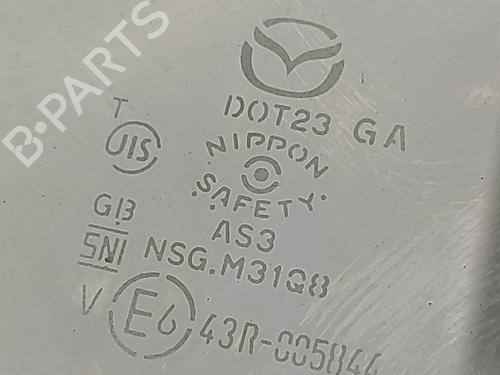 B-PARTS
DOT23 GA
T
JIS
NIPPON
SAFETY
AS3
GB
SNI
NSG.M31Q8
V
E6
43R-005844